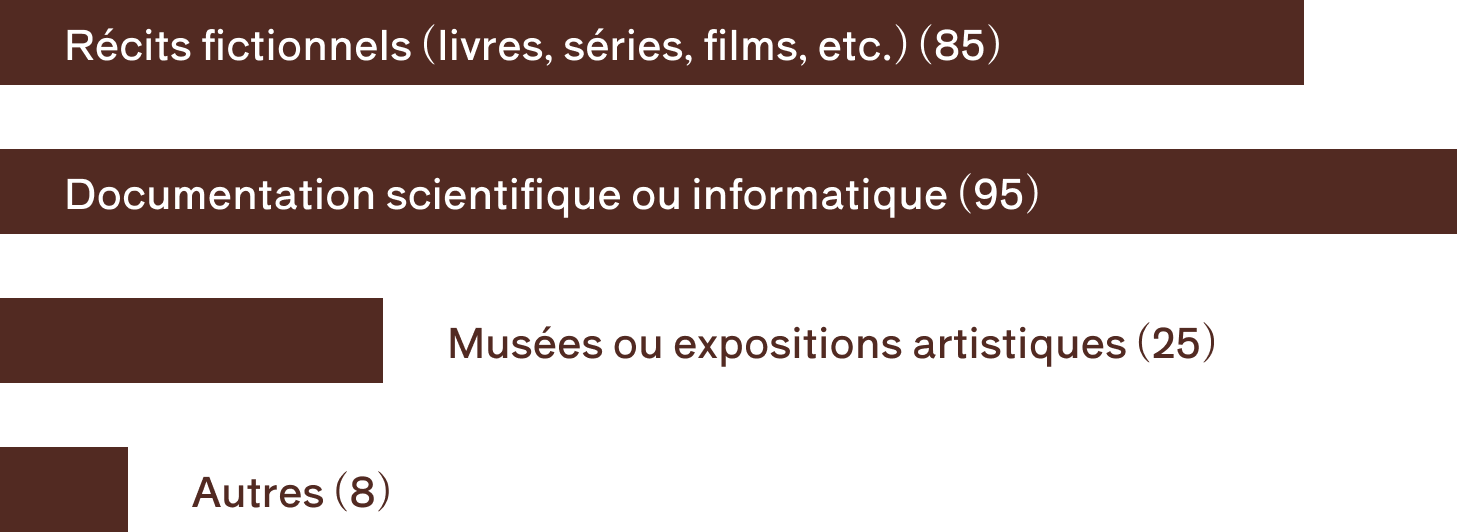 Récits fictionnels (livres, séries, films, etc.) (85)
Documentation scientifique ou informatique (95)
Musées ou expositions artistiques (25)
Autres (8)